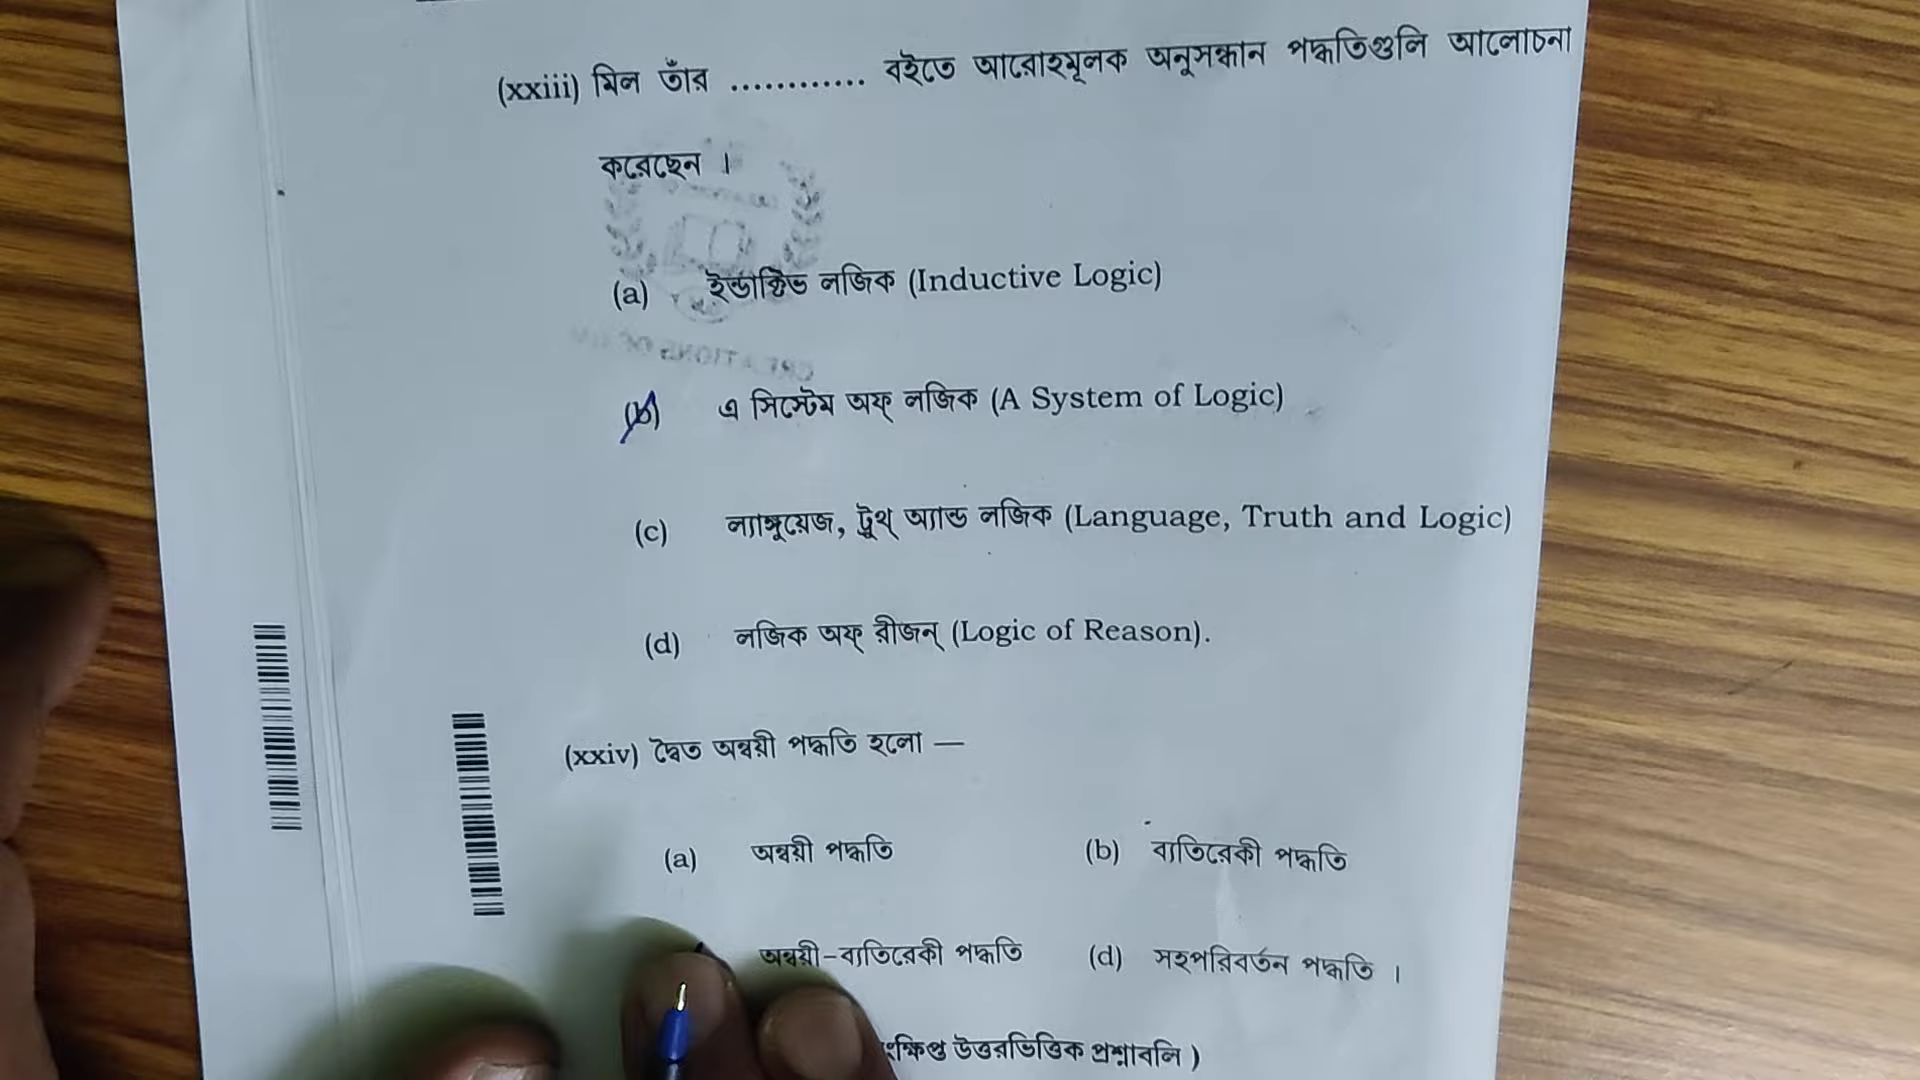 (xxiii) মিল তাঁর ............ বইতে আরোহমূলক অনুসন্ধান পদ্ধতিগুলি আলোচনা
করেছেন ।
(a) ইন্ডাক্টিভ লজিক (Inductive Logic)
(b) এ সিস্টেম অফ্ লজিক (A System of Logic)
(c) ল্যাঙ্গুয়েজ, ট্রুথ্ অ্যান্ড লজিক (Language, Truth and Logic)
(d) লজিক অফ্ রীজন্ (Logic of Reason).
(xxiv) দ্বৈত অন্বয়ী পদ্ধতি হলো —
(a) অন্বয়ী পদ্ধতি (b) ব্যতিরেকী পদ্ধতি
অন্বয়ী-ব্যতিরেকী পদ্ধতি (d) সহপরিবর্তন পদ্ধতি ।
উত্তরভিত্তিক প্রশ্নাবলি )